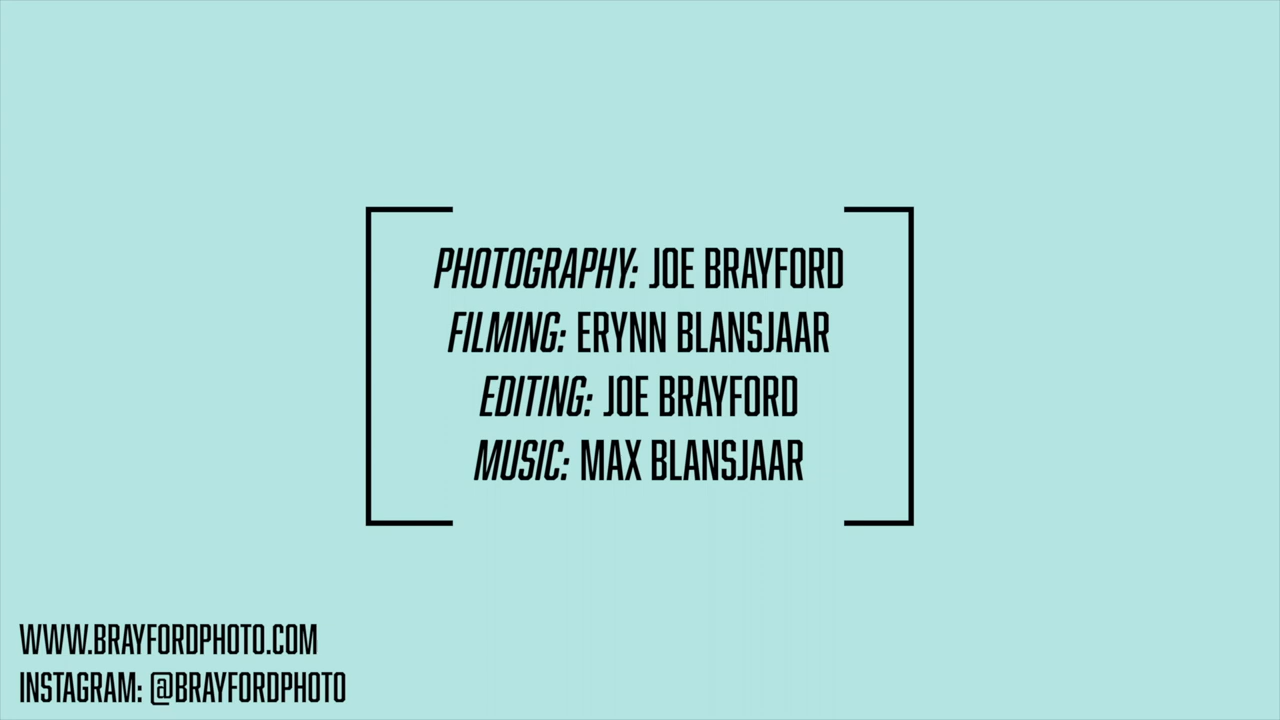 PHOTOGRAPHY: JOE BRAYFORD
FILMING: ERYNN BLANSJAAR
EDITING: JOE BRAYFORD
MUSIC: MAX BLANSJAAR
WWW.BRAYFORDPHOTO.COM
INSTAGRAM: @BRAYFORDPHOTO